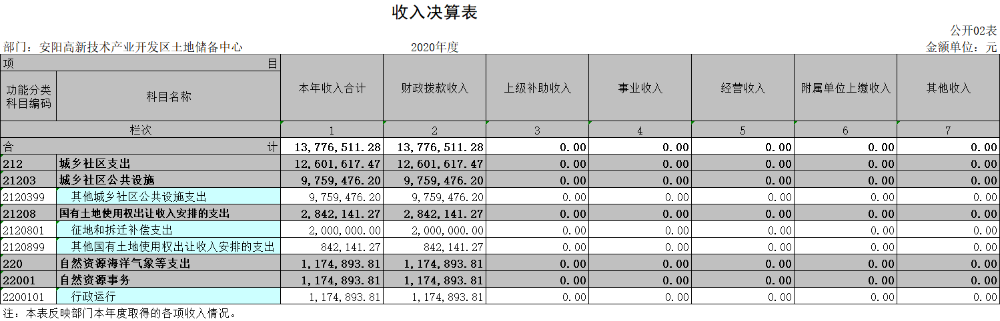 收入决算表
公开02表
部门：安阳高新技术产业开发区土地储备中心 2020年度 金额单位：元
项 目
功能分类科目编码 科目名称 本年收入合计 财政拨款收入 上级补助收入 事业收入 经营收入 附属单位上缴收入 其他收入
栏次 1 2 3 4 5 6 7
合 计 13,776,511.28 13,776,511.28 0.00 0.00 0.00 0.00 0.00
212 城乡社区支出 12,601,617.47 12,601,617.47 0.00 0.00 0.00 0.00 0.00
21203 城乡社区公共设施 9,759,476.20 9,759,476.20 0.00 0.00 0.00 0.00 0.00
2120399 其他城乡社区公共设施支出 9,759,476.20 9,759,476.20 0.00 0.00 0.00 0.00 0.00
21208 国有土地使用权出让收入安排的支出 2,842,141.27 2,842,141.27 0.00 0.00 0.00 0.00 0.00
2120801 征地和拆迁补偿支出 2,000,000.00 2,000,000.00 0.00 0.00 0.00 0.00 0.00
2120899 其他国有土地使用权出让收入安排的支出 842,141.27 842,141.27 0.00 0.00 0.00 0.00 0.00
220 自然资源海洋气象等支出 1,174,893.81 1,174,893.81 0.00 0.00 0.00 0.00 0.00
22001 自然资源事务 1,174,893.81 1,174,893.81 0.00 0.00 0.00 0.00 0.00
2200101 行政运行 1,174,893.81 1,174,893.81 0.00 0.00 0.00 0.00 0.00
注：本表反映部门本年度取得的各项收入情况。